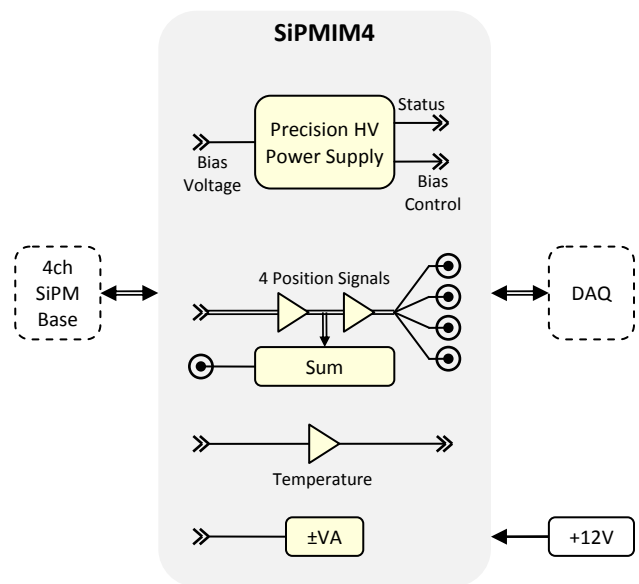 SiPMIM4
Status
Precision HV
Power Supply
Bias
Voltage
Bias
Control
4ch
SiPM
Base
4 Position Signals
DAQ
Sum
Temperature
±VA
+12V